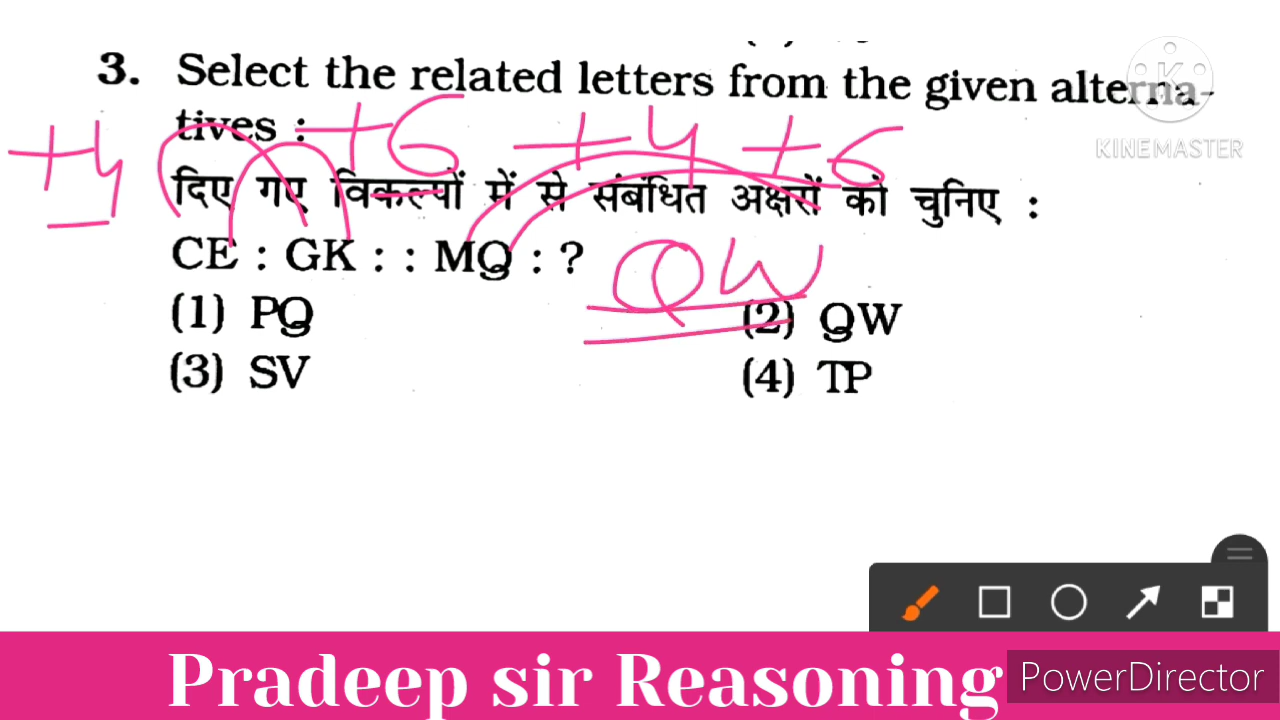 3. Select the related letters from the given alterna-
tives :
+4 +6 +4 +6
दिए गए विकल्पों में से संबंधित अक्षरों को चुनिए :
CE : GK : : MQ : ?
QW
(1) PQ (2) QW
(3) SV (4) TP
KINEMASTER
Pradeep sir Reasoning
PowerDirector